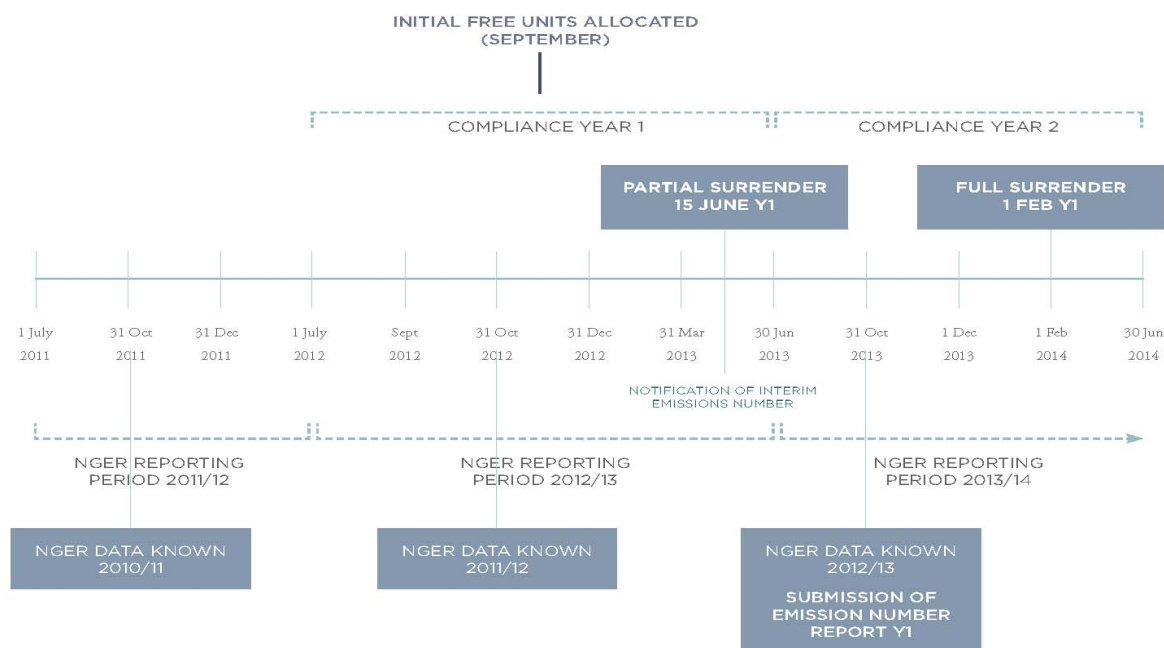 INITIAL FREE UNITS ALLOCATED
(SEPTEMBER)
COMPLIANCE YEAR 1
COMPLIANCE YEAR 2
PARTIAL SURRENDER
15 JUNE Y1
FULL SURRENDER
1 FEB Y1
1 July
2011
31 Oct
2011
31 Dec
2011
1 July
2012
Sept
2012
31 Oct
2012
31 Dec
2012
31 Mar
2013
30 Jun
2013
31 Oct
2013
1 Dec
2013
1 Feb
2014
30 Jun
2014
NOTIFICATION OF INTERIM
EMISSIONS NUMBER
NGER REPORTING
PERIOD 2011/12
NGER REPORTING
PERIOD 2012/13
NGER REPORTING
PERIOD 2013/14
NGER DATA KNOWN
2010/11
NGER DATA KNOWN
2011/12
NGER DATA KNOWN
2012/13
SUBMISSION OF
EMISSION NUMBER
REPORT Y1